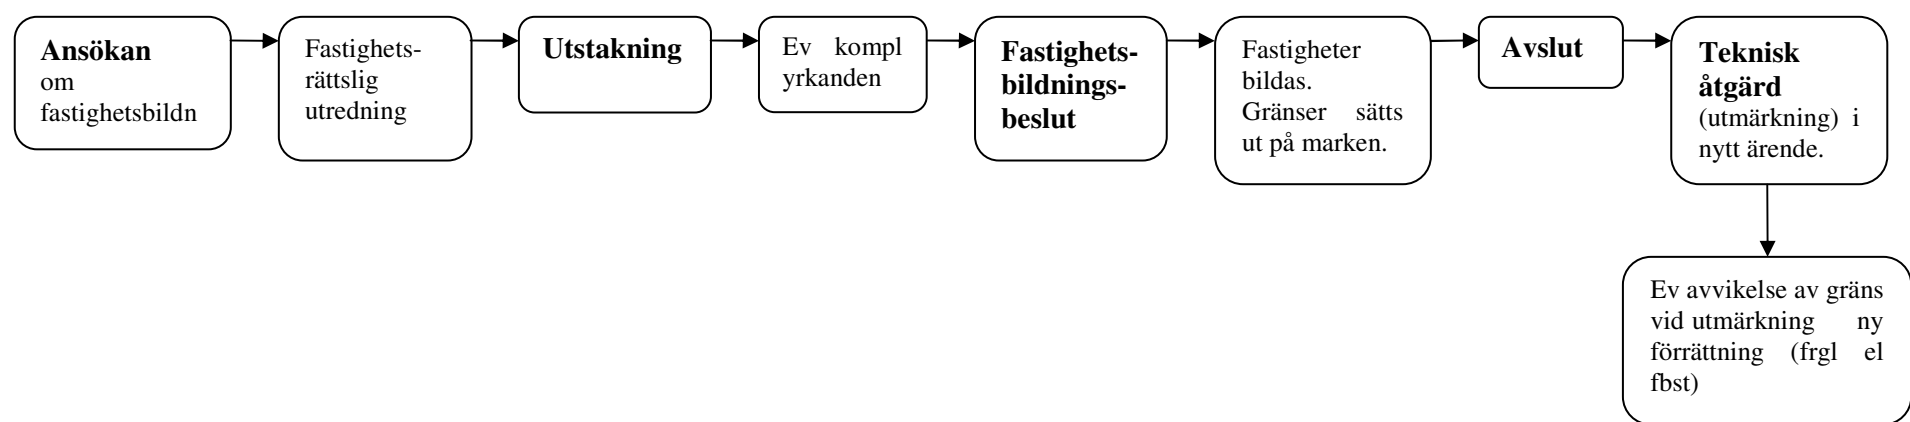 Ansökan
om
fastighetsbildn
Fastighets-
rättslig
utredning
Utstakning
Ev kompl
yrkanden
Fastighets-
bildnings-
beslut
Fastigheter
bildas.
Gränser sätts
ut på marken.
Avslut
Teknisk
åtgärd
(utmärkning) i
nytt ärende.
Ev avvikelse av gräns
vid utmärkning ny
förrättning (frgl el
fbst)